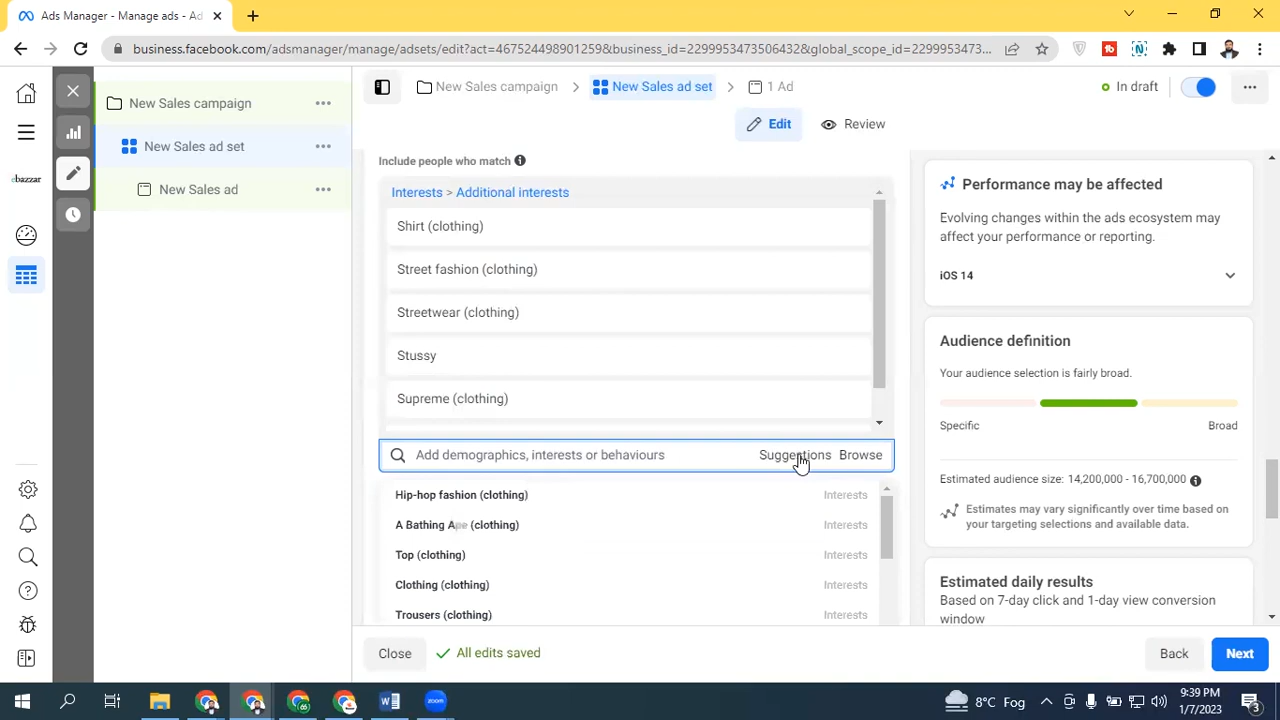 Ads Manager - Manage ads - Ad
business.facebook.com/adsmanager/manage/adsets/edit?act=467524498901259&business_id=2299953473506432&global_scope_id=2299953473...
New Sales campaign
New Sales ad set
1 Ad
In draft
Edit
Review
New Sales campaign
New Sales ad set
New Sales ad
ebazzar
Include people who match
Interests > Additional interests
Shirt (clothing)
Street fashion (clothing)
Streetwear (clothing)
Stussy
Supreme (clothing)
Add demographics, interests or behaviours
Suggestions
Browse
Hip-hop fashion (clothing) Interests
A Bathing Ape (clothing) Interests
Top (clothing) Interests
Clothing (clothing) Interests
Trousers (clothing) Interests
Performance may be affected
Evolving changes within the ads ecosystem may
affect your performance or reporting.
iOS 14
Audience definition
Your audience selection is fairly broad.
Specific
Broad
Estimated audience size: 14,200,000 - 16,700,000
Estimates may vary significantly over time based on
your targeting selections and available data.
Estimated daily results
Based on 7-day click and 1-day view conversion
window
Close
All edits saved
Back
Next
zoom
8°C Fog
9:39 PM
1/7/2023
3